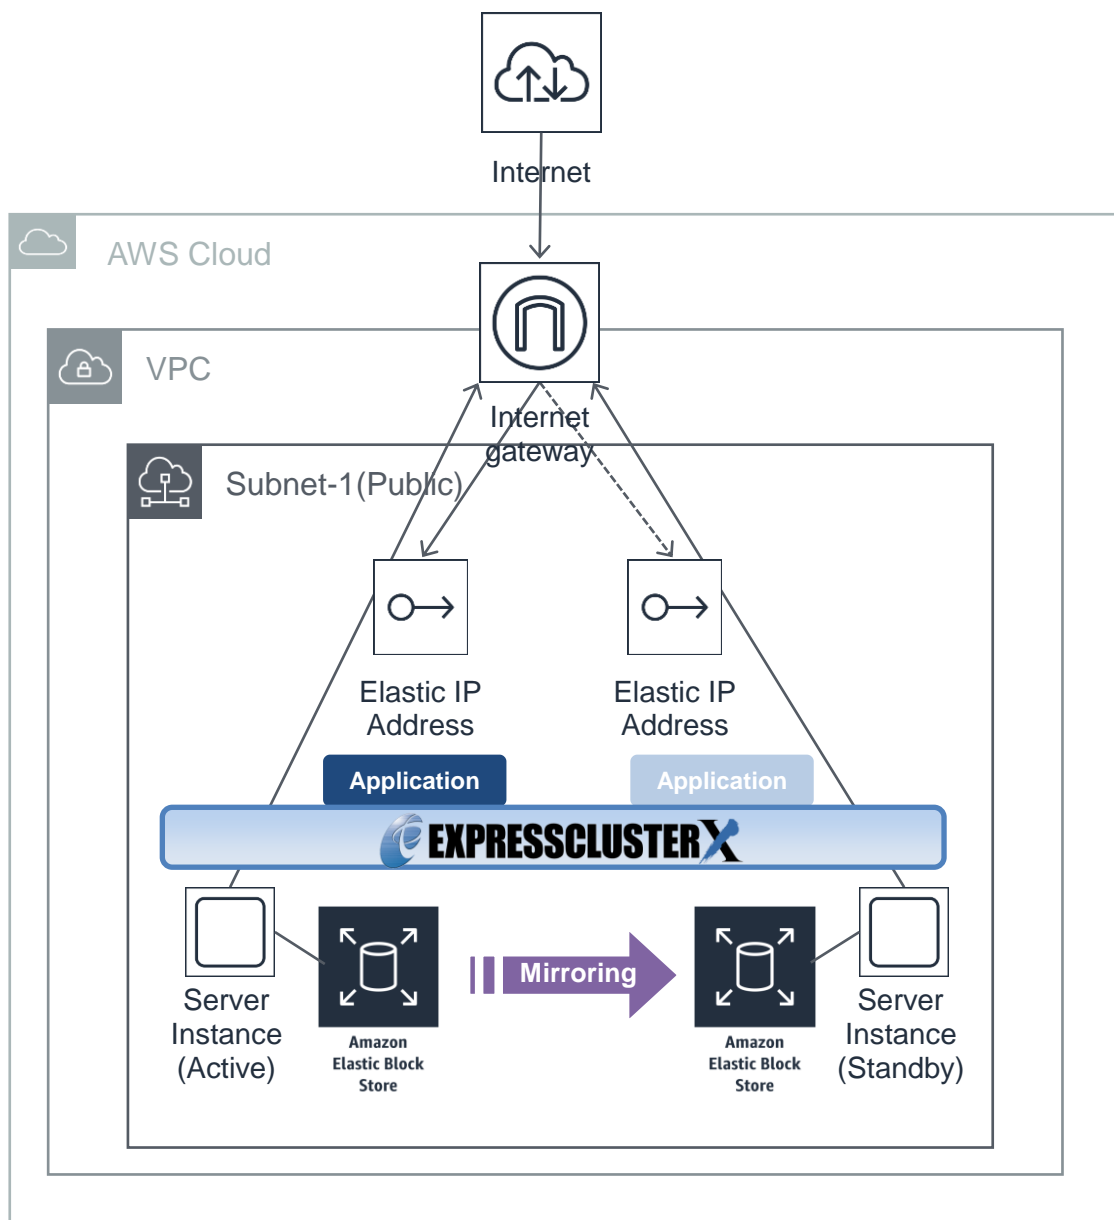 Internet
AWS Cloud
VPC
Internet
gateway
Subnet-1(Public)
Elastic IP
Address
Elastic IP
Address
Application
Application
EXPRESSCLUSTER X
Mirroring
Server
Instance
(Active)
Amazon
Elastic Block
Store
Amazon
Elastic Block
Store
Server
Instance
(Standby)